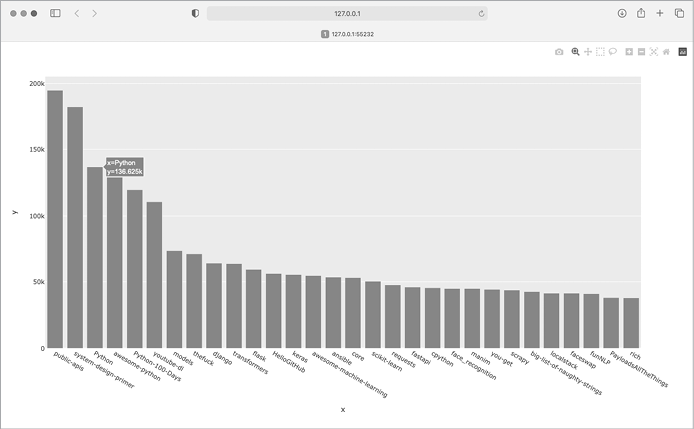 127.0.0.1
1 127.0.0.1:55232
200k
150k
100k
50k
0
y
x=Python
y=136.625k
public-apis
system-design-primer
Python
awesome-python
Python-100-Days
youtube-dl
models
thefuck
django
transformers
flask
HelloGitHub
keras
awesome-machine-learning
ansible
core
scikit-learn
requests
fastapi
cpython
face_recognition
manim
you-get
scrapy
big-list-of-naughty-strings
localstack
faceswap
funNLP
PayloadsAllTheThings
rich
x